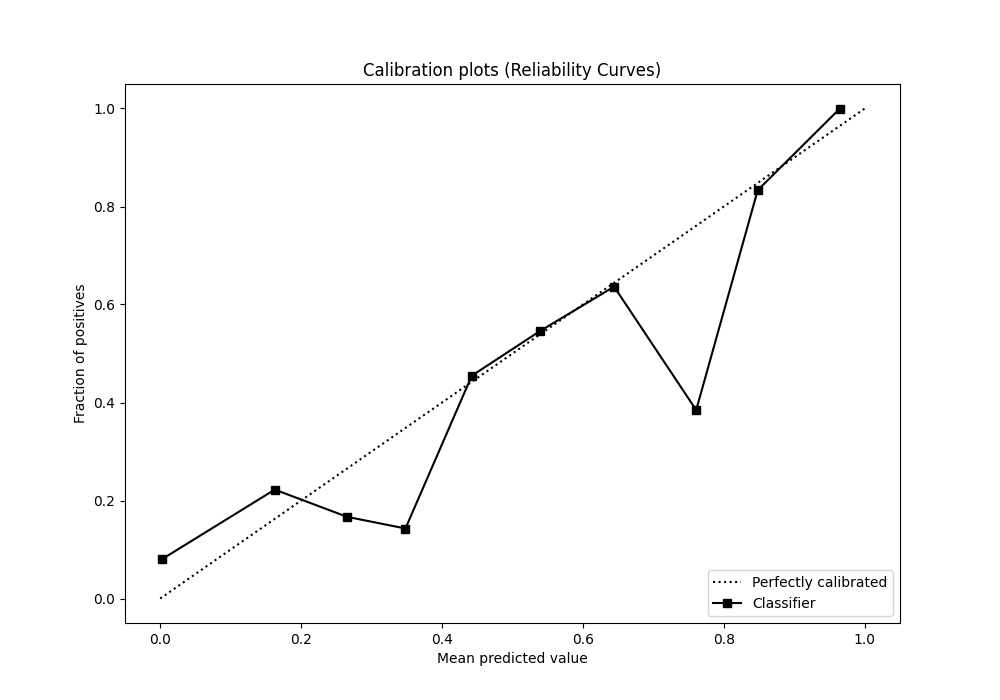 Calibration plots (Reliability Curves)
1.0
0.8
0.6
0.4
0.2
0.0
Fraction of positives
Perfectly calibrated
Classifier
0.0 0.2 0.4 0.6 0.8 1.0
Mean predicted value